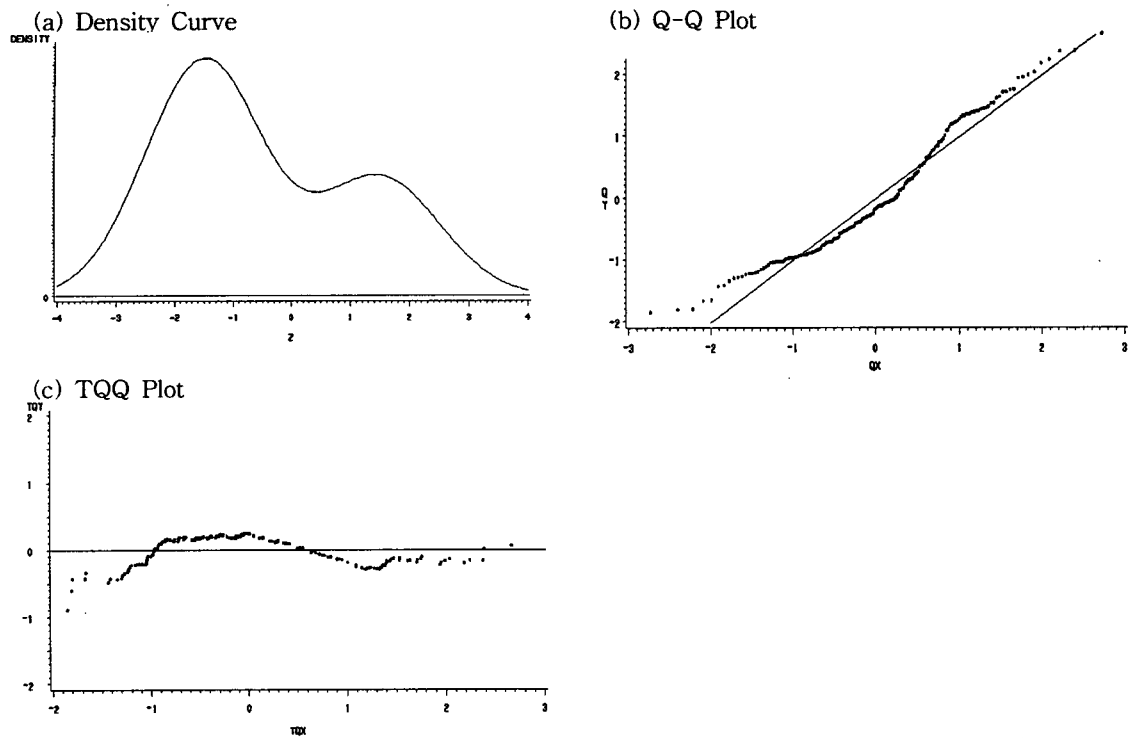 (a) Density Curve
DENSITY
0
-4 -3 -2 -1 0 1 2 3 4
Z
(b) Q-Q Plot
2
1
Q
Y
0
-1
-2
-3 -2 -1 0 1 2 3
QX
(c) TQQ Plot
TQY
2
1
0
-1
-2
-2 -1 0 1 2 3
TQX